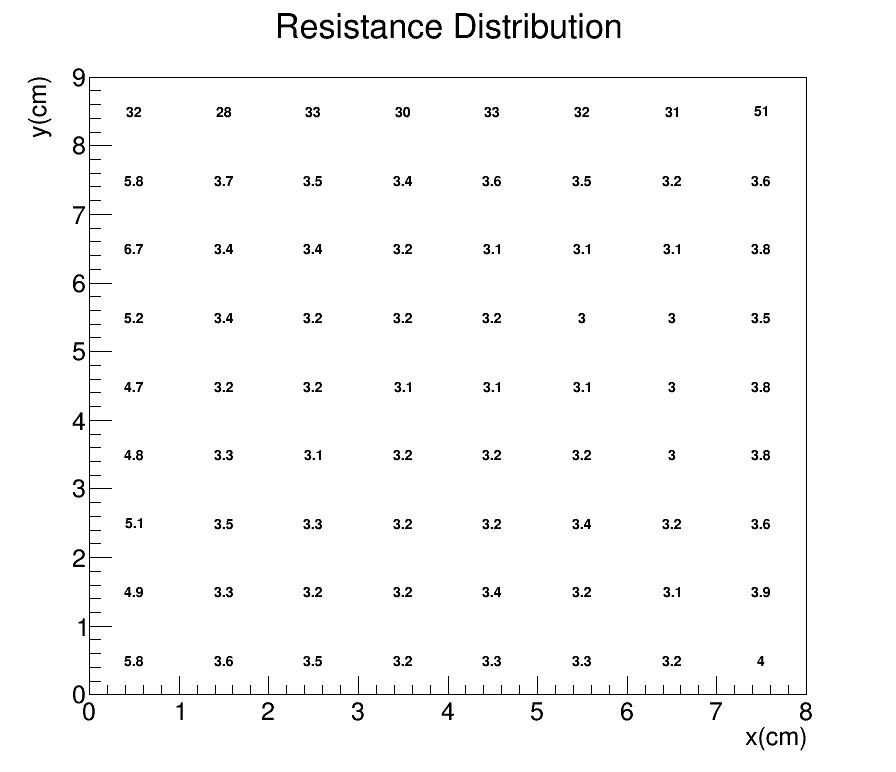 Resistance Distribution
y(cm)
9
32 28 33 30 33 32 31 51
8
5.8 3.7 3.5 3.4 3.6 3.5 3.2 3.6
7
6.7 3.4 3.4 3.2 3.1 3.1 3.1 3.8
6
5.2 3.4 3.2 3.2 3.2 3 3 3.5
5
4.7 3.2 3.2 3.1 3.1 3.1 3 3.8
4
4.8 3.3 3.1 3.2 3.2 3.2 3 3.8
3
5.1 3.5 3.3 3.2 3.2 3.4 3.2 3.6
2
4.9 3.3 3.2 3.2 3.4 3.2 3.1 3.9
1
5.8 3.6 3.5 3.2 3.3 3.3 3.2 4
0
0 1 2 3 4 5 6 7 8
x(cm)